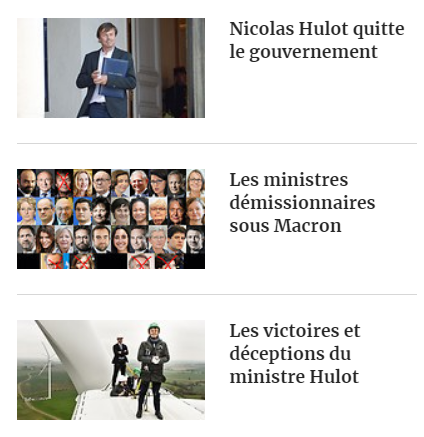 Nicolas Hulot quitte
le gouvernement
Les ministres
démissionnaires
sous Macron
Les victoires et
déceptions du
ministre Hulot